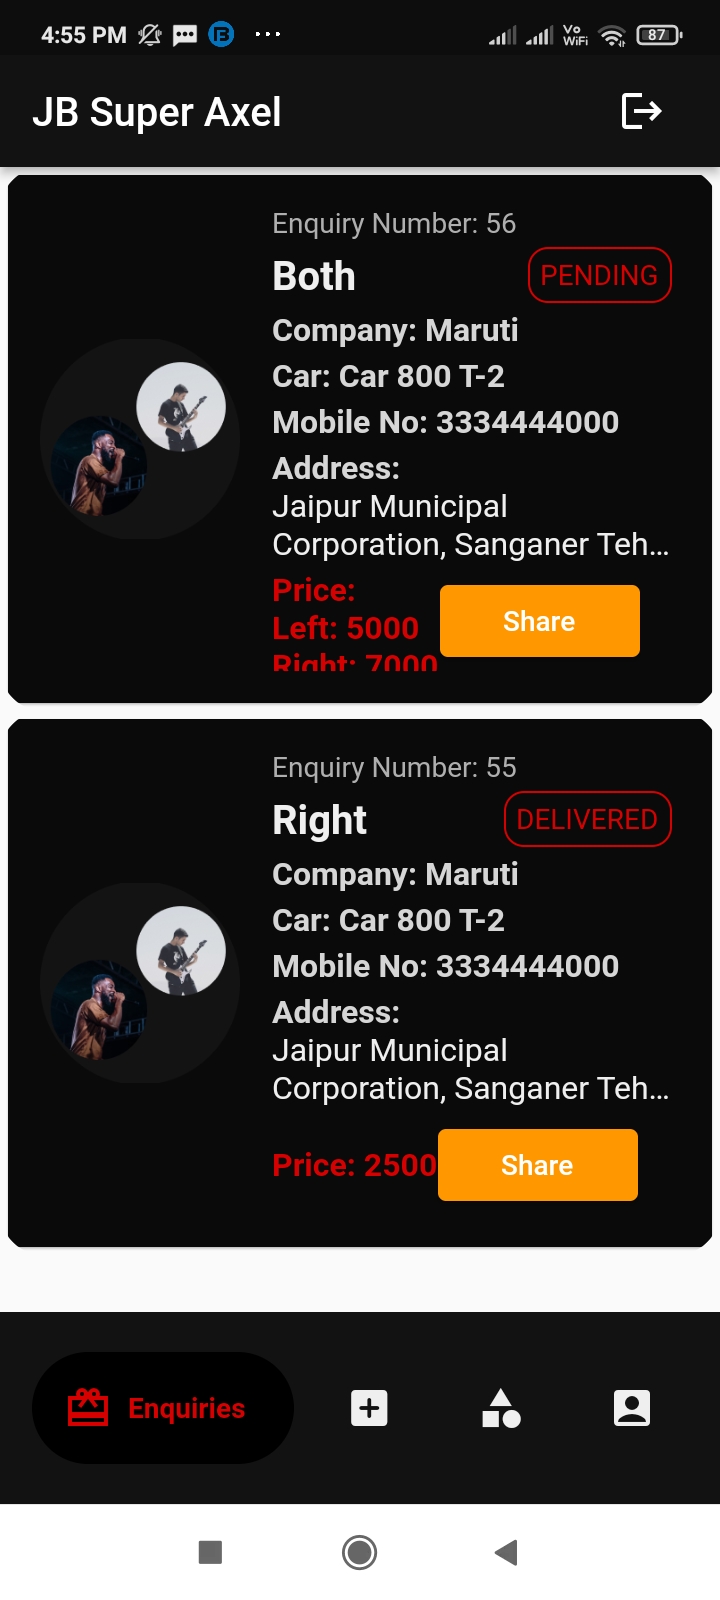 4:55 PM
Vo
WiFi
87
JB Super Axel
Enquiry Number: 56
Both
PENDING
Company: Maruti
Car: Car 800 T-2
Mobile No: 3334444000
Address:
Jaipur Municipal
Corporation, Sanganer Teh...
Price:
Left: 5000
Right: 7000
Share
Enquiry Number: 55
Right
DELIVERED
Company: Maruti
Car: Car 800 T-2
Mobile No: 3334444000
Address:
Jaipur Municipal
Corporation, Sanganer Teh...
Price: 2500
Share
Enquiries